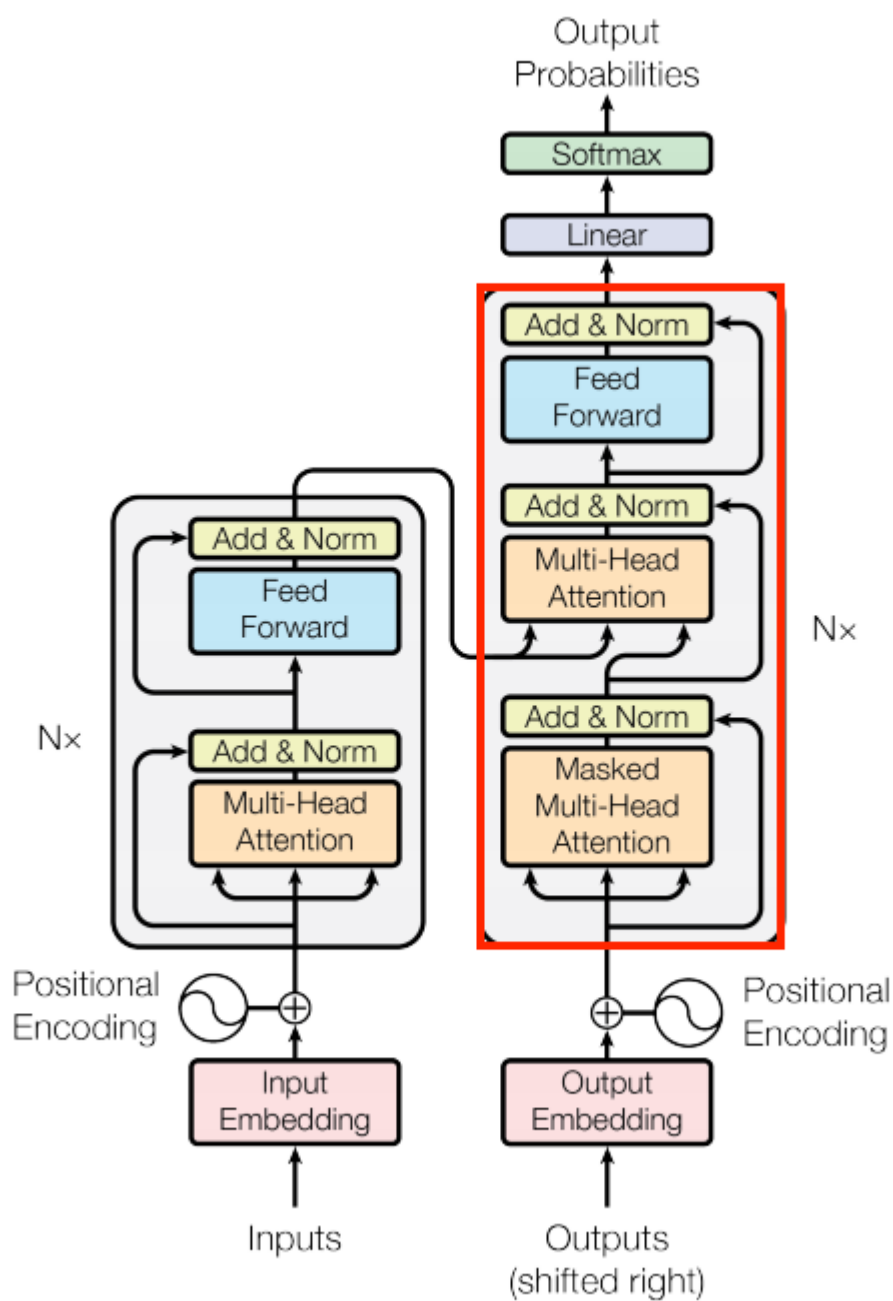 Output
Probabilities
Softmax
Linear
Add & Norm
Feed
Forward
Add & Norm
Multi-Head
Attention
Add & Norm
Masked
Multi-Head
Attention
N×
Add & Norm
Feed
Forward
Add & Norm
Multi-Head
Attention
N×
Positional
Encoding
Positional
Encoding
Input
Embedding
Output
Embedding
Inputs
Outputs
(shifted right)